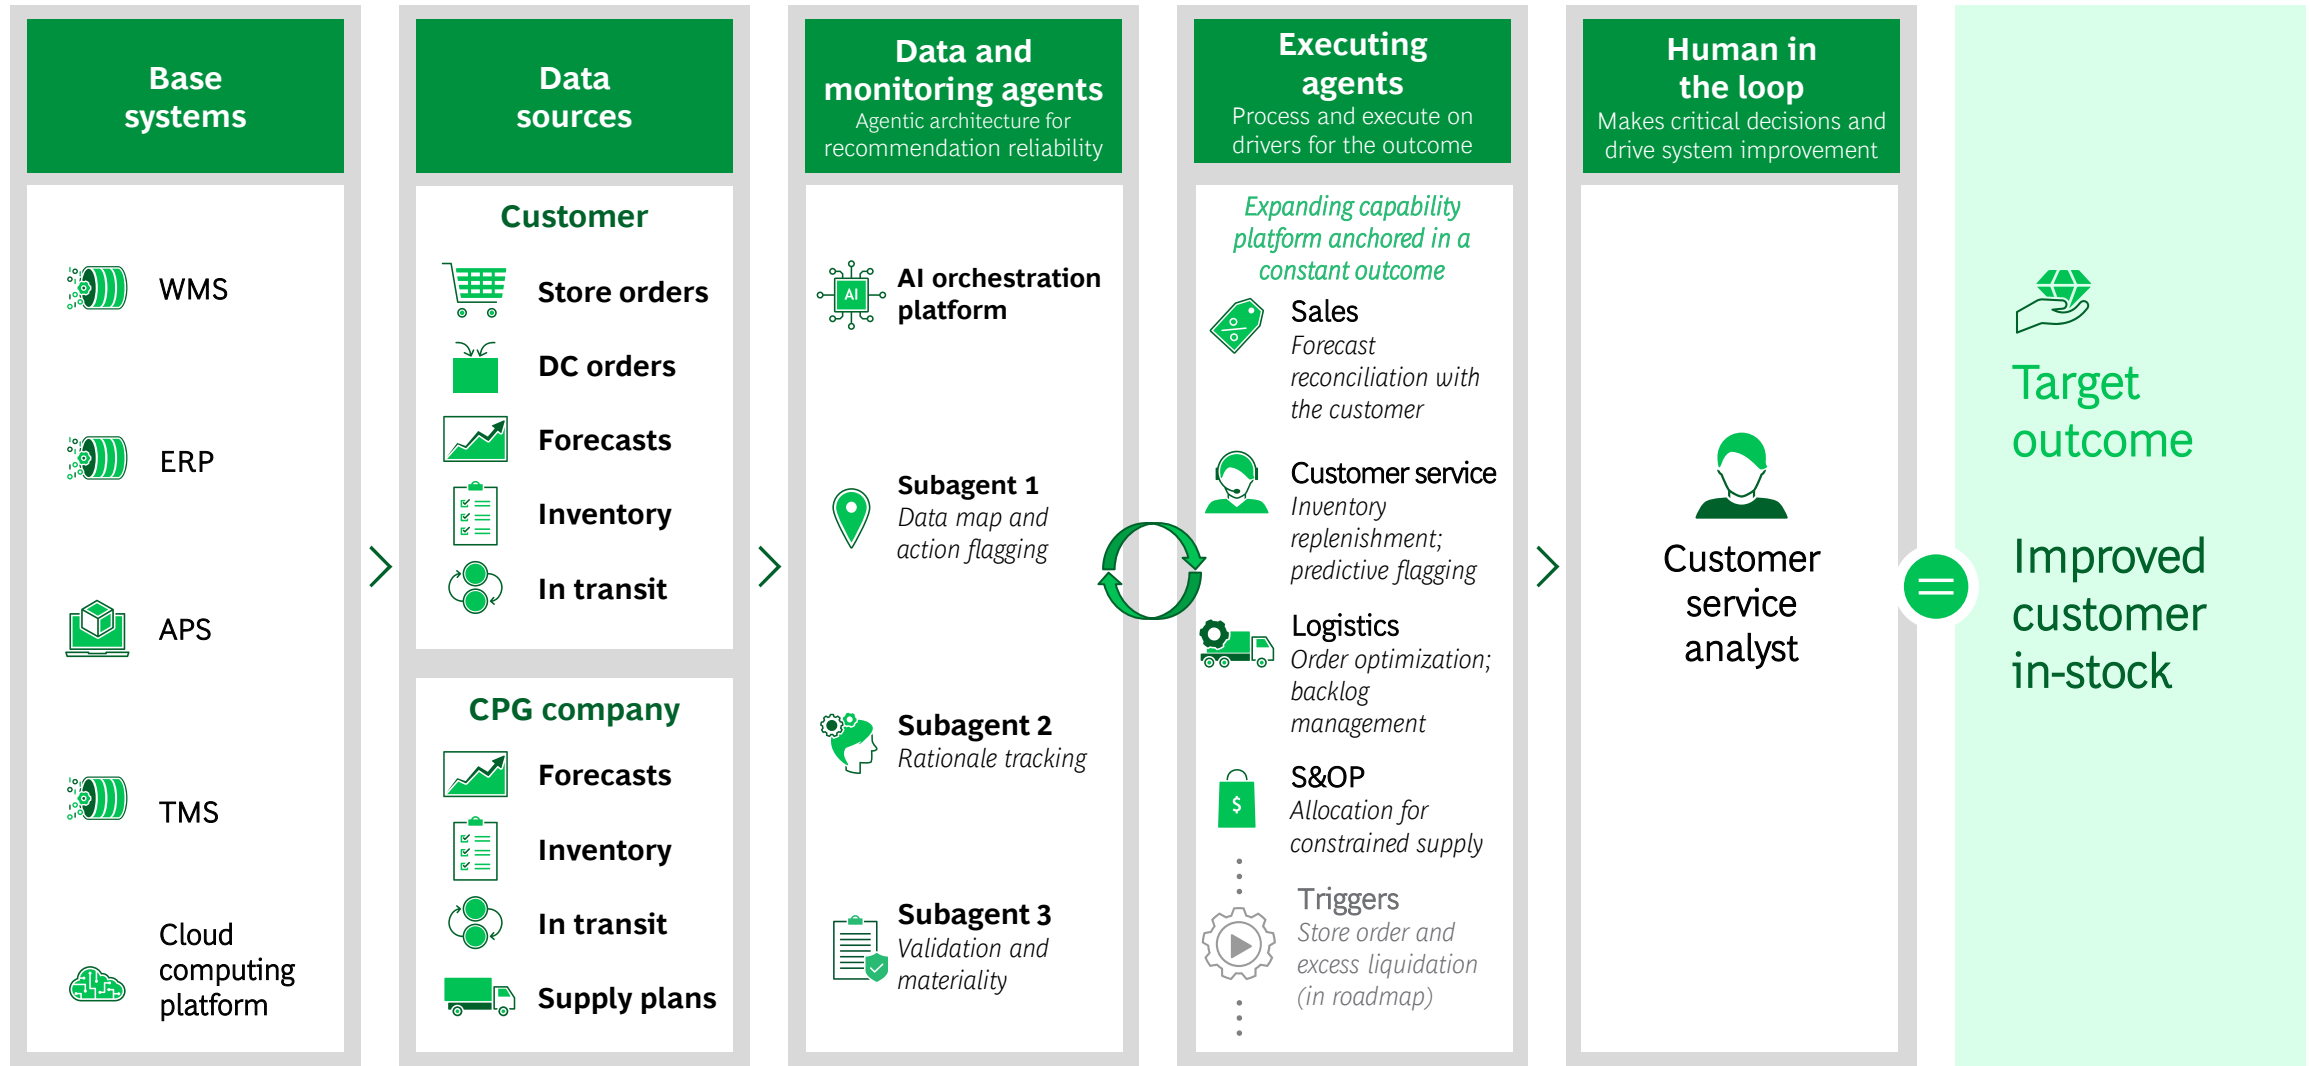 Base
systems
WMS
ERP
APS
TMS
Cloud
computing
platform
Data
sources
Customer
Store orders
DC orders
Forecasts
Inventory
In transit
CPG company
Forecasts
Inventory
In transit
Supply plans
Data and
monitoring agents
Agentic architecture for
recommendation reliability
AI
AI orchestration
platform
Subagent 1
Data map and
action flagging
Subagent 2
Rationale tracking
Subagent 3
Validation and
materiality
Executing
agents
Process and execute on
drivers for the outcome
Expanding capability
platform anchored in a
constant outcome
%
Sales
Forecast
reconciliation with
the customer
Customer service
Inventory
replenishment;
predictive flagging
Logistics
Order optimization;
backlog
management
$
S&OP
Allocation for
constrained supply
Triggers
Store order and
excess liquidation
(in roadmap)
Human in
the loop
Makes critical decisions and
drive system improvement
Customer
service
analyst
=
Target
outcome
Improved
customer
in-stock